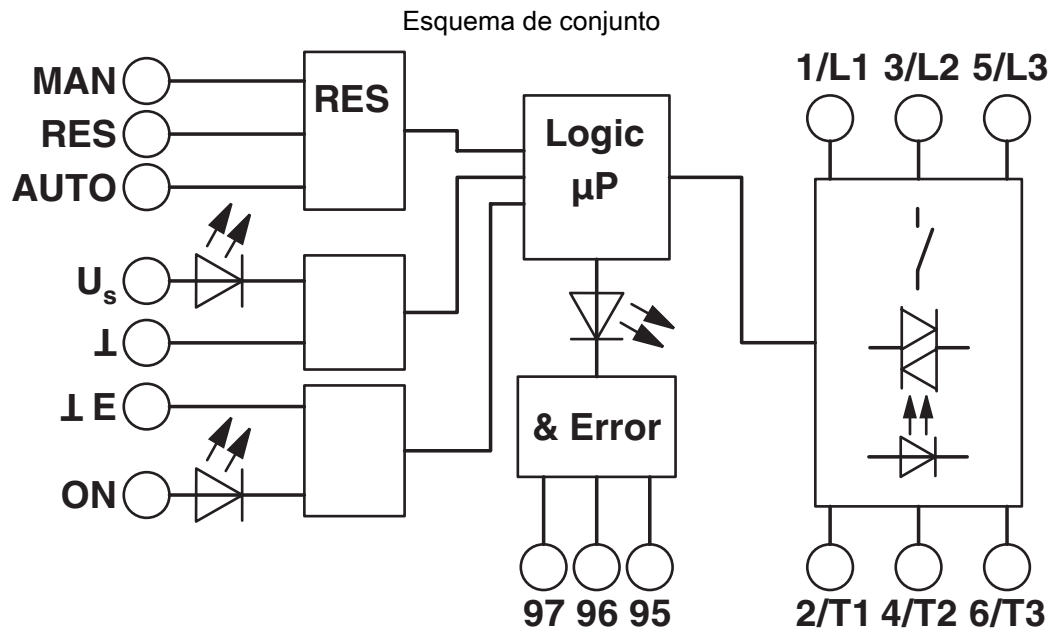 Esquema de conjunto
MAN
RES
AUTO
RES
Logic
µP
1/L1 3/L2 5/L3
Us
⊥
⊥ E
ON
& Error
97 96 95
2/T1 4/T2 6/T3